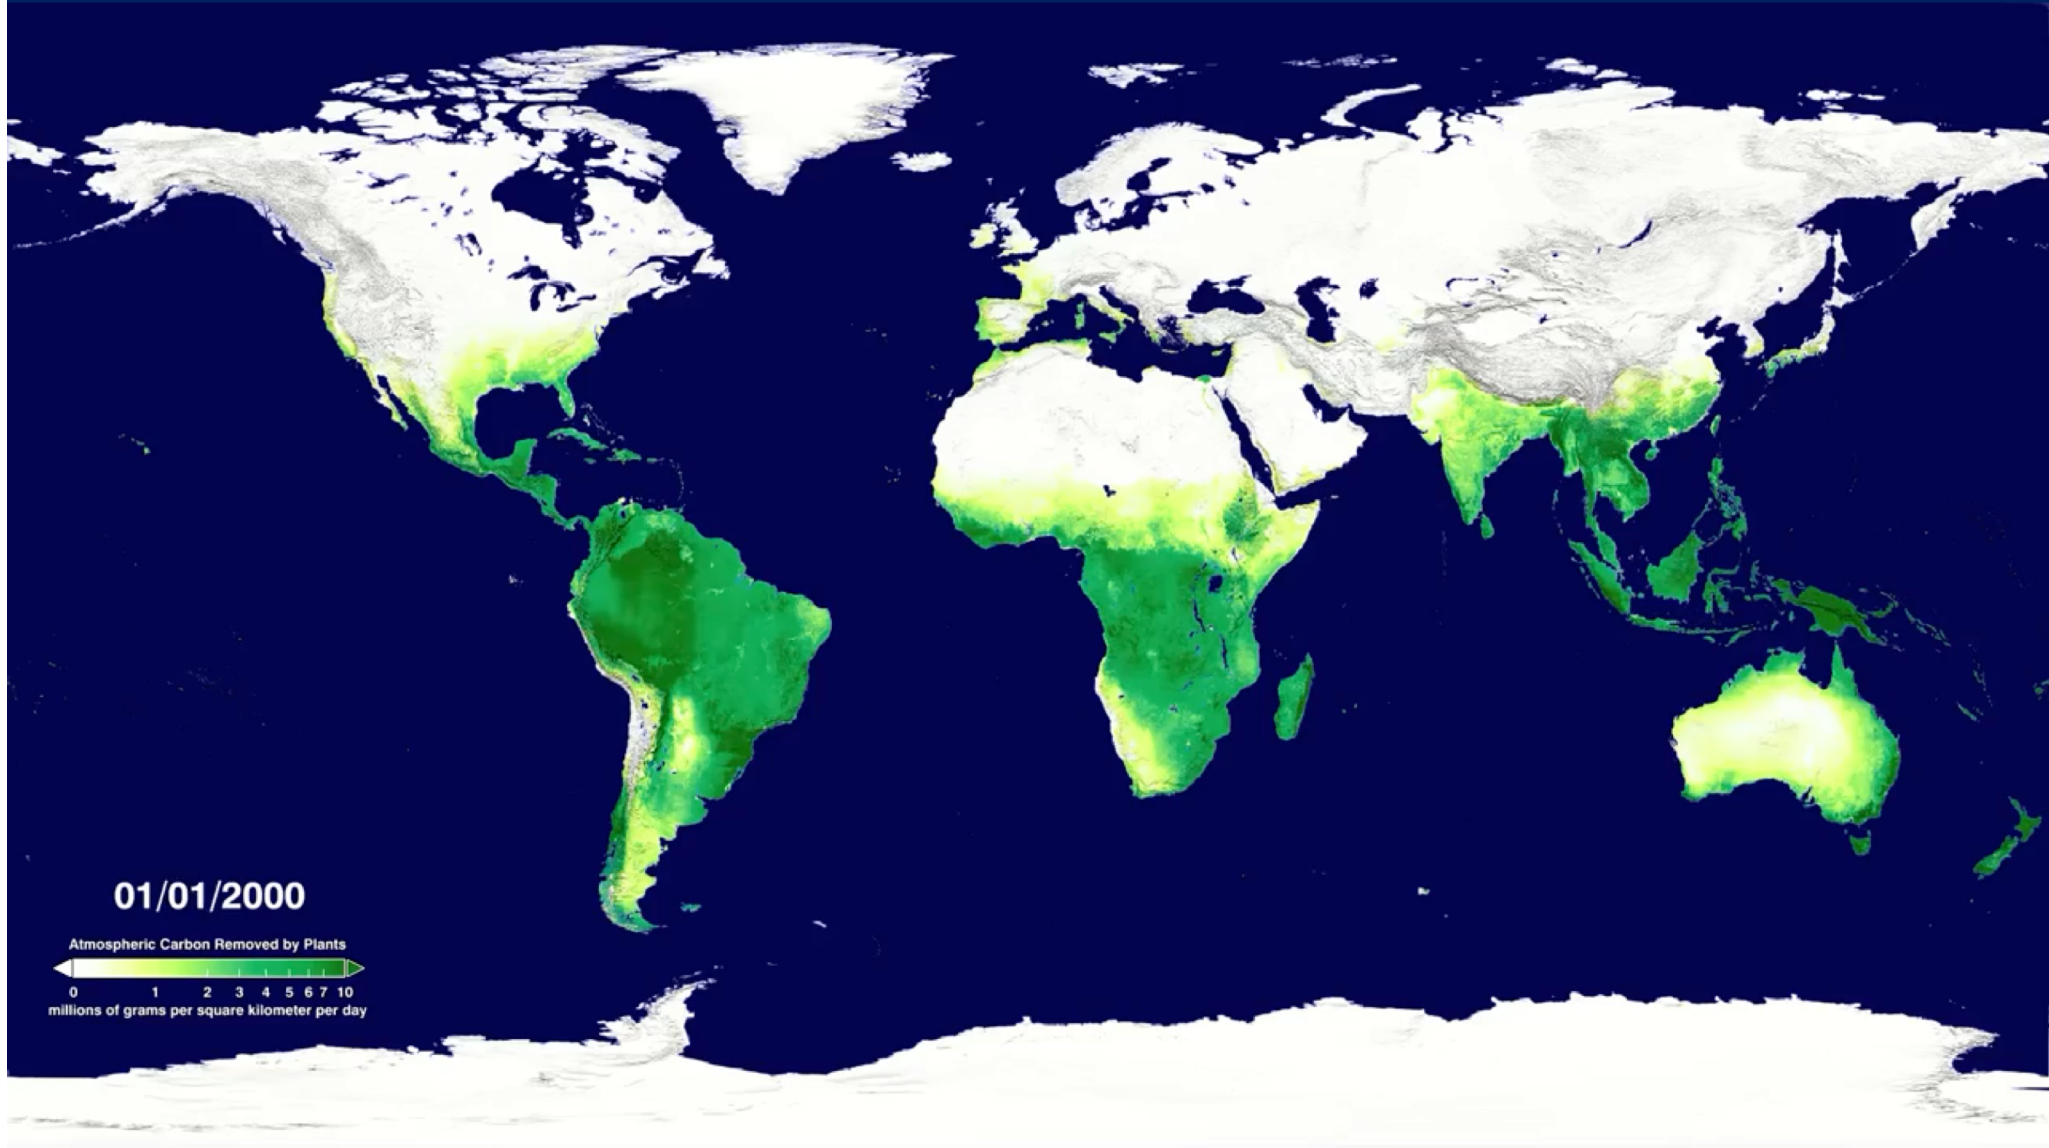 01/01/2000
Atmospheric Carbon Removed by Plants
0 1 2 3 4 5 6 7 10
millions of grams per square kilometer per day